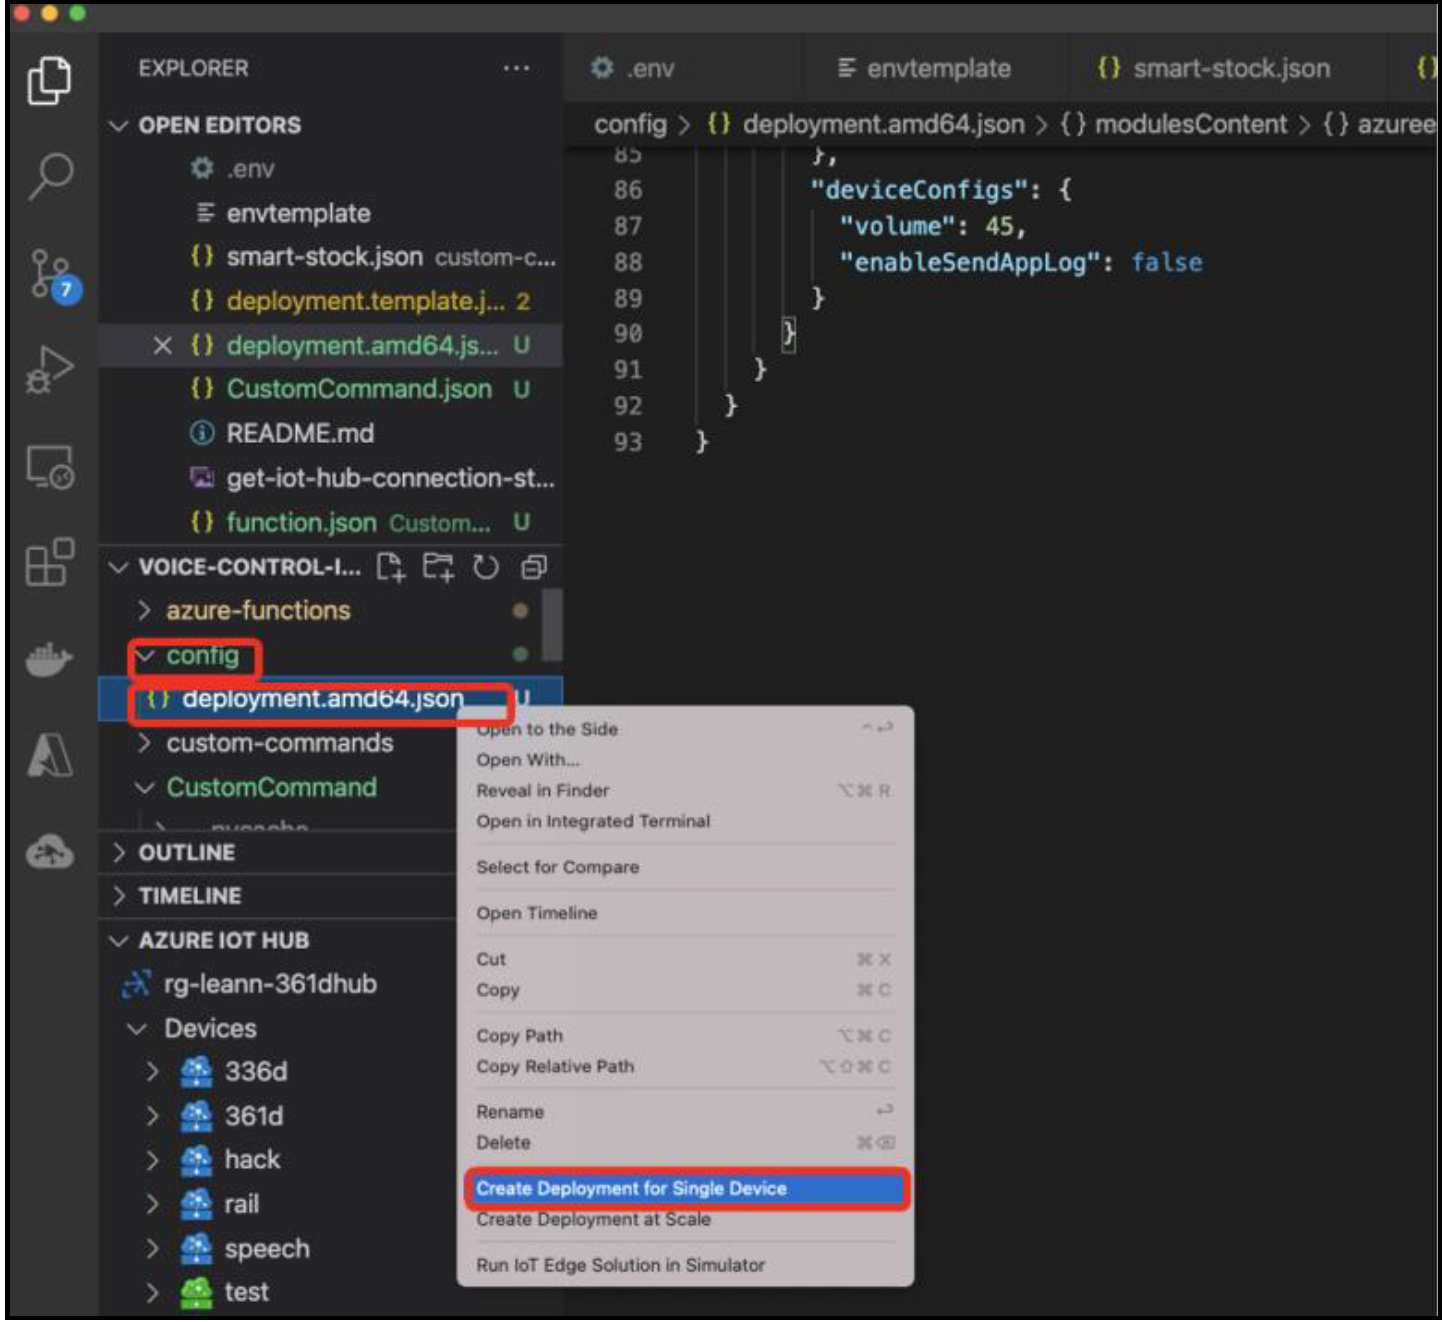 EXPLORER ...
OPEN EDITORS
.env
envtemplate
{} smart-stock.json custom-c...
{} deployment.template.j... 2
{} deployment.amd64.js... U
{} CustomCommand.json U
README.md
get-iot-hub-connection-st...
{} function.json Custom... U
VOICE-CONTROL-I...
azure-functions
config
{} deployment.amd64.json U
custom-commands
CustomCommand
OUTLINE
TIMELINE
AZURE IOT HUB
rg-leann-361dhub
Devices
336d
361d
hack
rail
speech
test
7
.env
envtemplate
{} smart-stock.json
config > {} deployment.amd64.json > {} modulesContent > {} azuree
85 },
86 "deviceConfigs": {
87 "volume": 45,
88 "enableSendAppLog": false
89 }
90 }
91 }
92 }
93 }
Open to the Side
Open With...
Reveal in Finder ⌥⌘ R
Open in Integrated Terminal
Select for Compare
Open Timeline
Cut ⌘ X
Copy ⌘ C
Copy Path ⌥⌘ C
Copy Relative Path ⌥⇧⌘ C
Rename
Delete
Create Deployment for Single Device
Create Deployment at Scale
Run IoT Edge Solution in Simulator